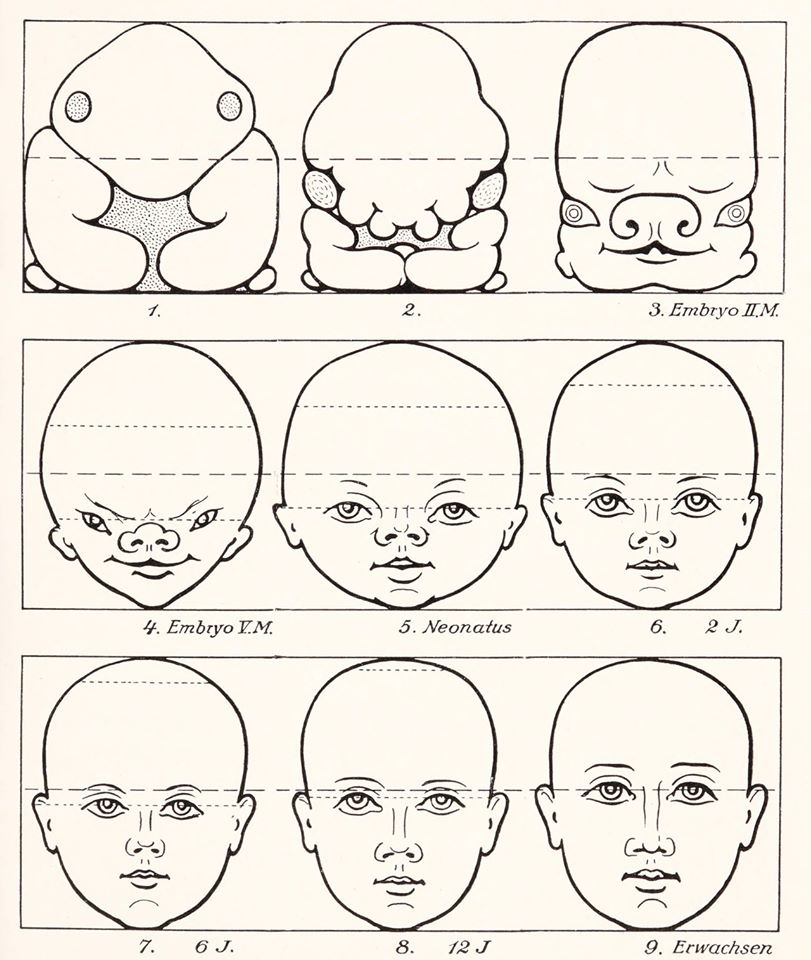 1. 2. 3. Embryo II.M.
4. Embryo V.M. 5. Neonatus 6. 2 J.
7. 6 J. 8. 12 J 9. Erwachsen